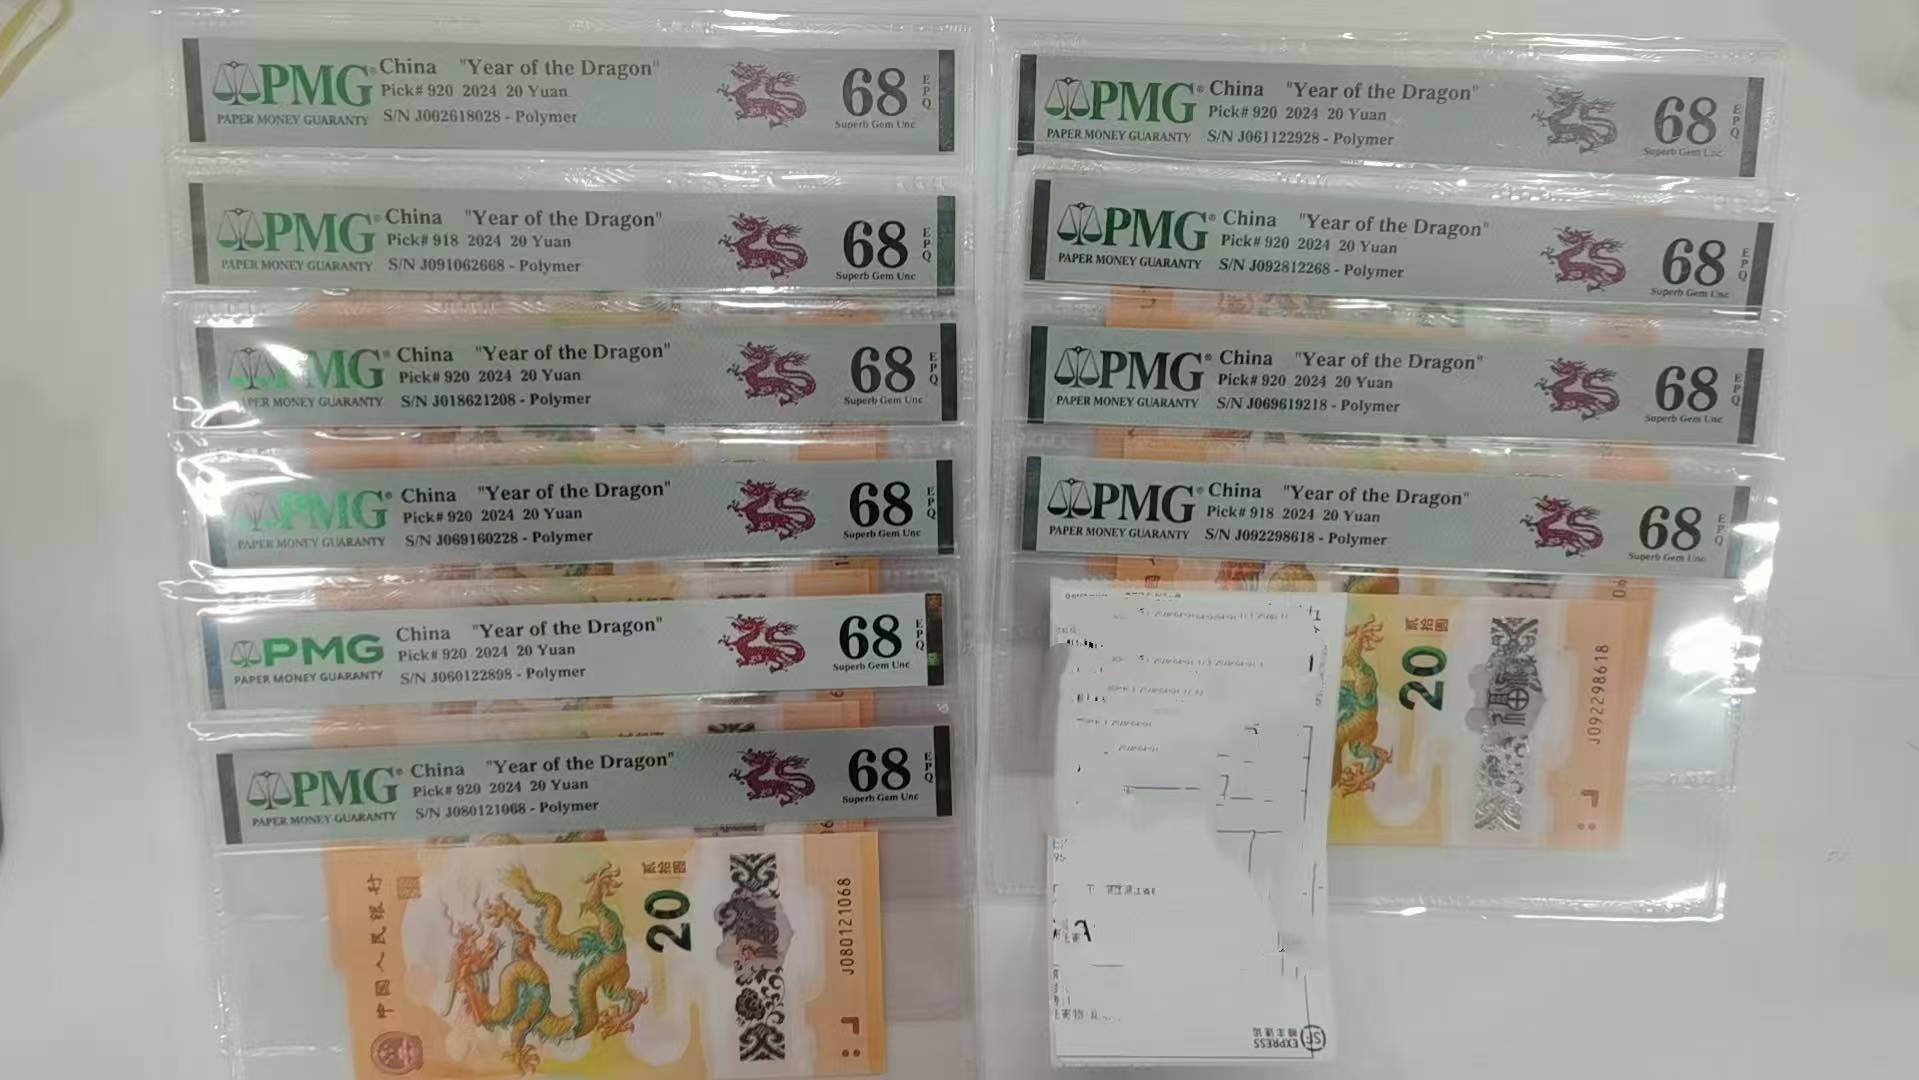 PMG® China "Year of the Dragon"
Pick# 920 2024 20 Yuan
PAPER MONEY GUARANTY S/N J002618028 - Polymer
68 EPQ
Superb Gem Unc
PMG® China "Year of the Dragon"
Pick# 918 2024 20 Yuan
PAPER MONEY GUARANTY S/N J091062668 - Polymer
68 EPQ
Superb Gem Unc
PMG® China "Year of the Dragon"
Pick# 920 2024 20 Yuan
PAPER MONEY GUARANTY S/N J018621208 - Polymer
68 EPQ
Superb Gem Unc
PMG® China "Year of the Dragon"
Pick# 920 2024 20 Yuan
PAPER MONEY GUARANTY S/N J069160228 - Polymer
68 EPQ
Superb Gem Unc
PMG China "Year of the Dragon"
Pick# 920 2024 20 Yuan
PAPER MONEY GUARANTY S/N J060122898 - Polymer
68 EPQ
Superb Gem Unc
PMG® China "Year of the Dragon"
Pick# 920 2024 20 Yuan
PAPER MONEY GUARANTY S/N J080121068 - Polymer
68 EPQ
Superb Gem Unc
中国人民银行
贰拾圆
20
J080121068
PMG® China "Year of the Dragon"
Pick# 920 2024 20 Yuan
PAPER MONEY GUARANTY S/N J061122928 - Polymer
68 EPQ
Superb Gem Unc
PMG® China "Year of the Dragon"
Pick# 920 2024 20 Yuan
PAPER MONEY GUARANTY S/N J092812268 - Polymer
68 EPQ
Superb Gem Unc
PMG® China "Year of the Dragon"
Pick# 920 2024 20 Yuan
PAPER MONEY GUARANTY S/N J069619218 - Polymer
68 EPQ
Superb Gem Unc
PMG® China "Year of the Dragon"
Pick# 918 2024 20 Yuan
PAPER MONEY GUARANTY S/N J092298618 - Polymer
68 EPQ
Superb Gem Unc
贰拾圆
20
J092298618
SF EXPRESS
顺丰速运